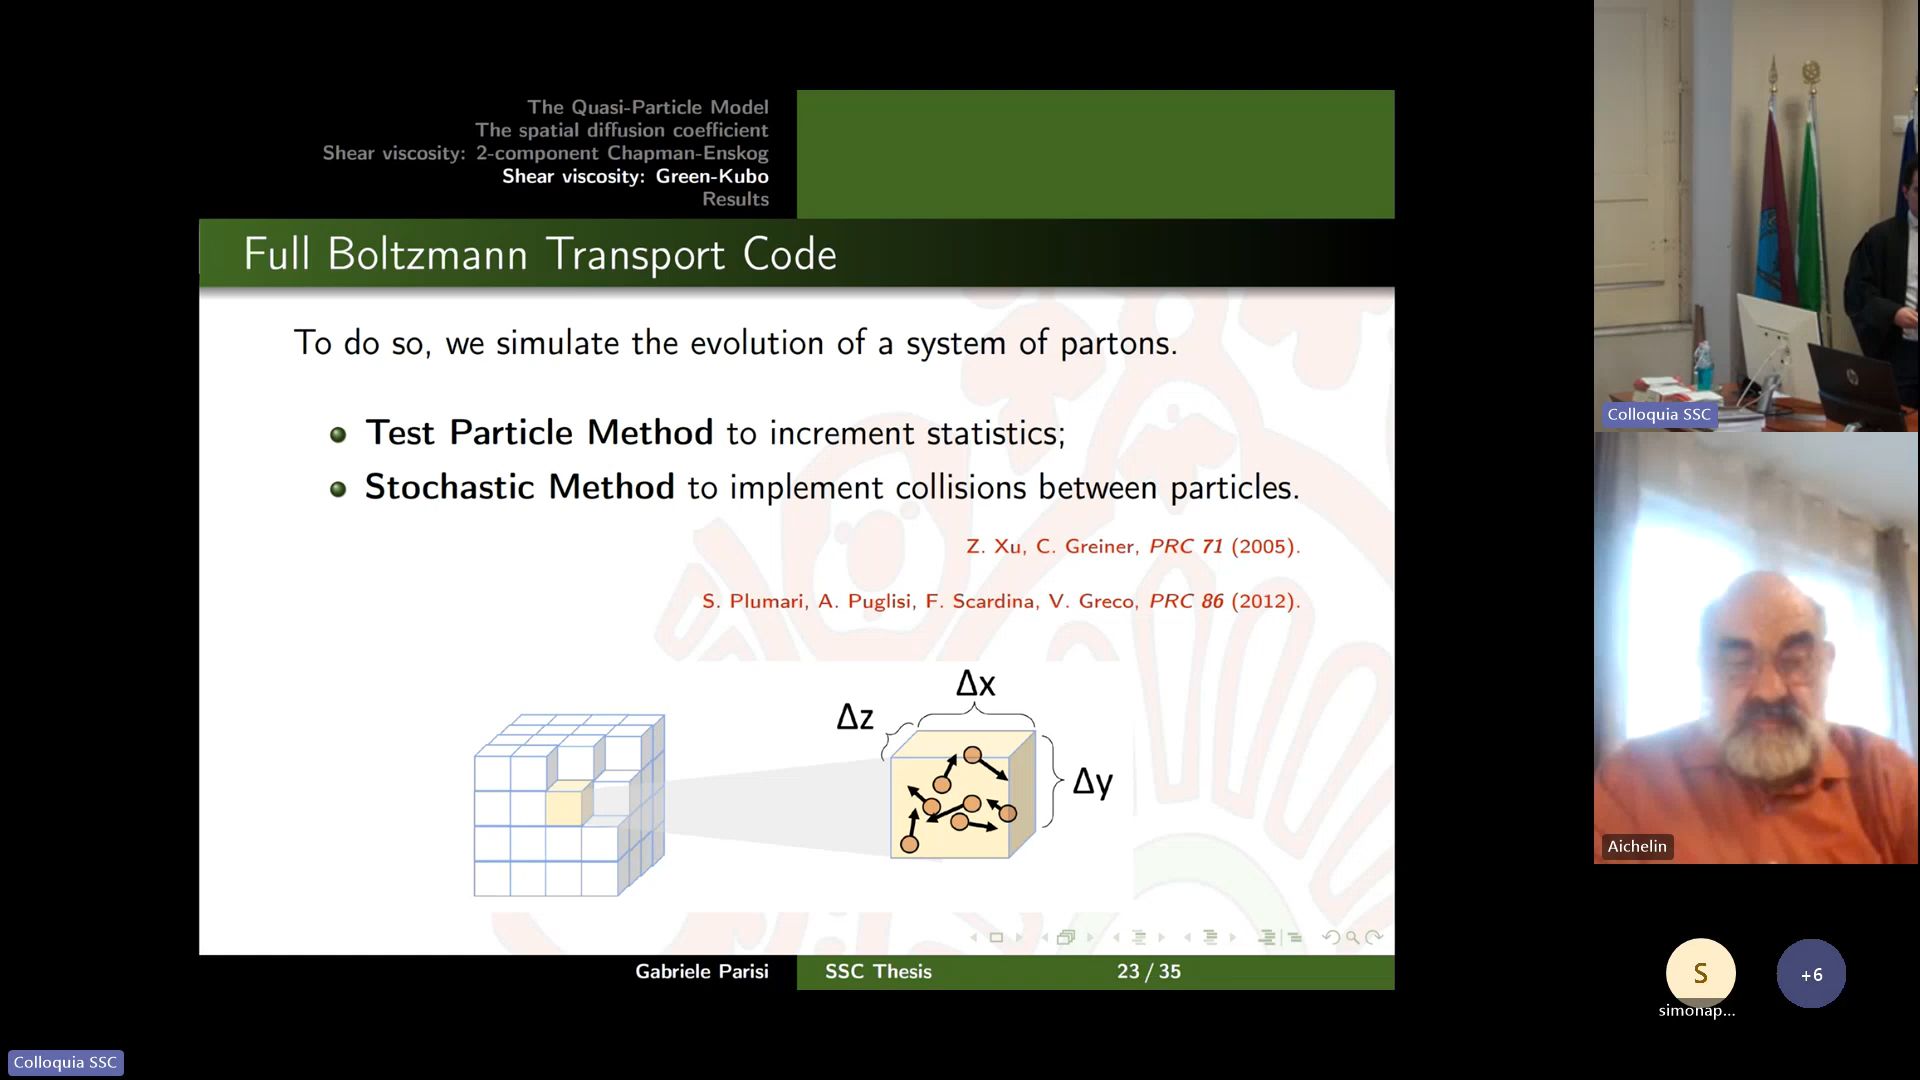 The Quasi-Particle Model
The spatial diffusion coefficient
Shear viscosity: 2-component Chapman-Enskog
Shear viscosity: Green-Kubo
Results
Full Boltzmann Transport Code
To do so, we simulate the evolution of a system of partons.
Test Particle Method to increment statistics;
Stochastic Method to implement collisions between particles.
Z. Xu, C. Greiner, PRC 71 (2005).
S. Plumari, A. Puglisi, F. Scardina, V. Greco, PRC 86 (2012).
Δx
Δz
Δy
Gabriele Parisi
SSC Thesis
23 / 35
Colloquia SSC
Aichelin
S
+6
simonap...
Colloquia SSC